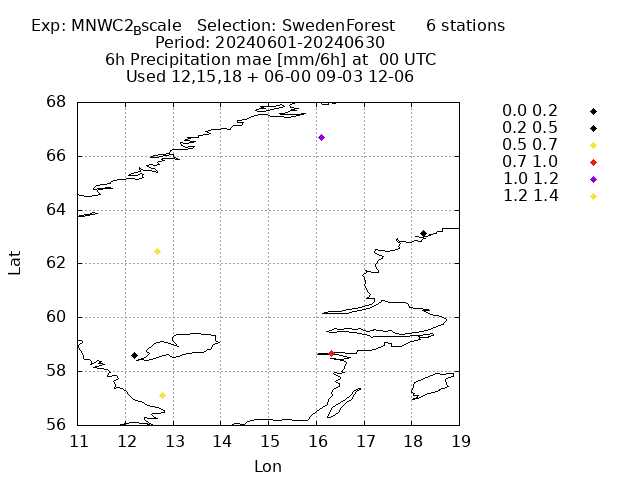 Exp: MNWC2Bscale   Selection: SwedenForest      6 stations
Period: 20240601-20240630
6h Precipitation mae [mm/6h] at  00 UTC
Used 12,15,18 + 06-00 09-03 12-06
0.0 0.2
0.2 0.5
0.5 0.7
0.7 1.0
1.0 1.2
1.2 1.4
68
66
64
62
60
58
56
Lat
11 12 13 14 15 16 17 18 19
Lon